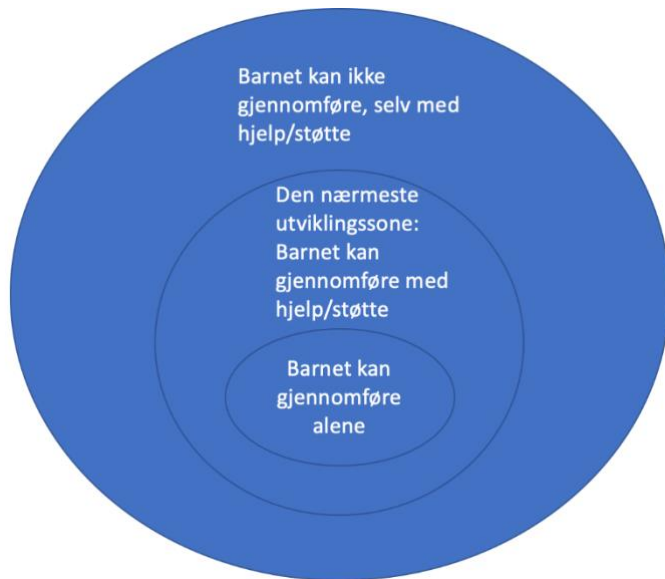 Barnet kan ikke
gjennomføre, selv med
hjelp/støtte
Den nærmeste
utviklingssone:
Barnet kan
gjennomføre med
hjelp/støtte
Barnet kan
gjennomføre
alene